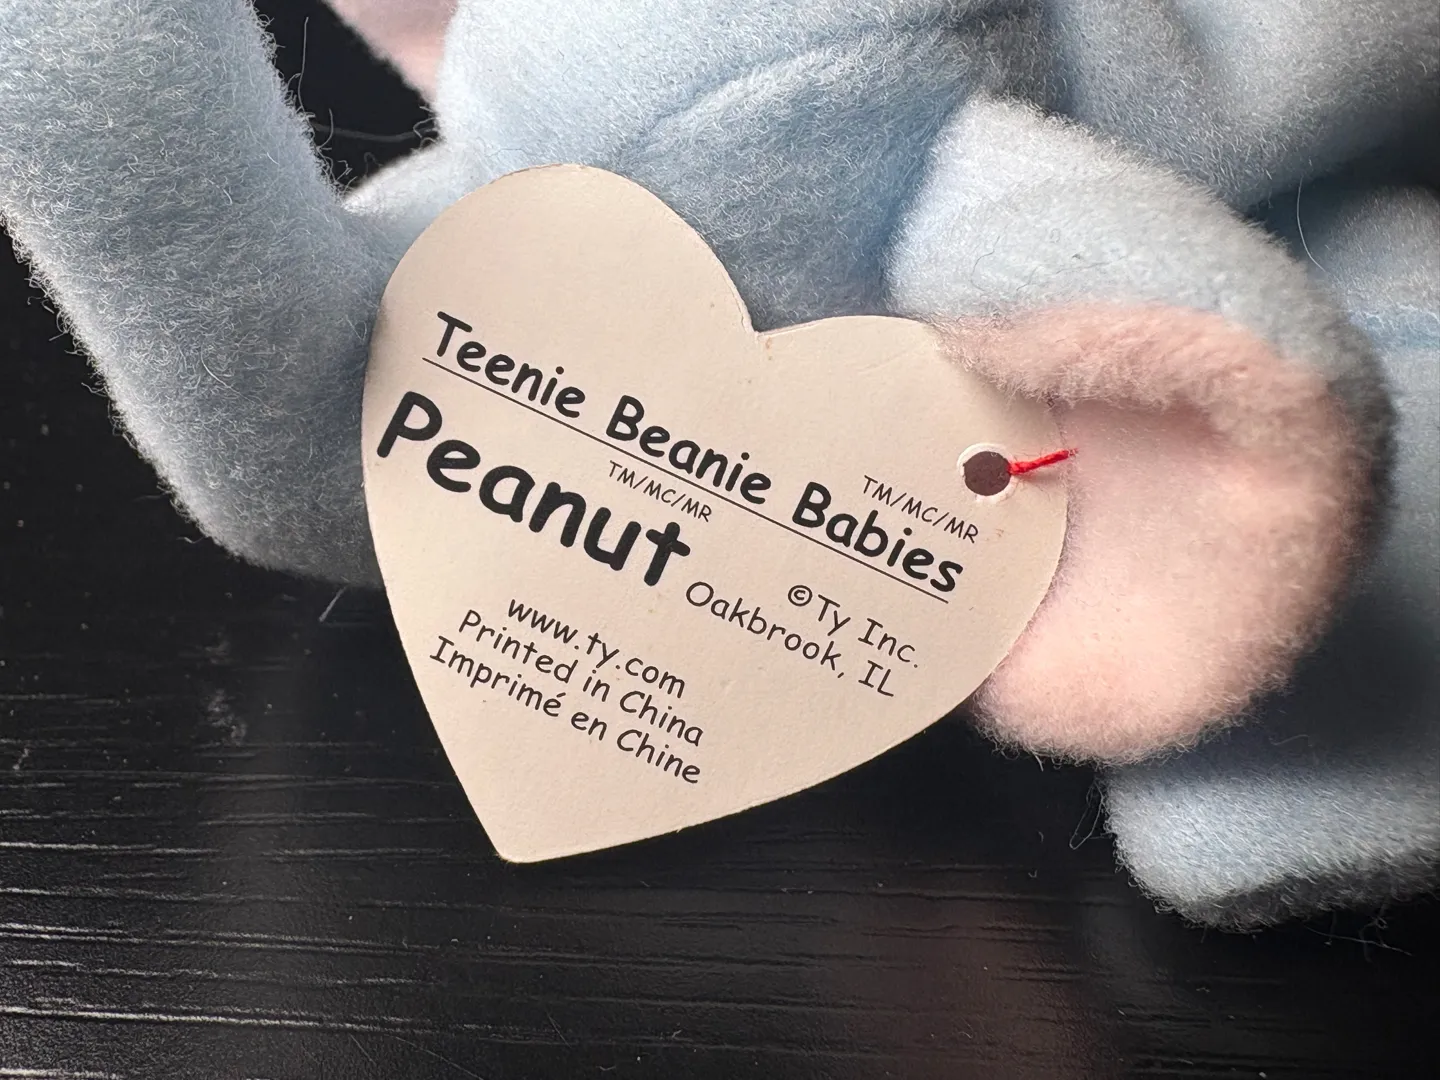 Teenie Beanie Babies
TM/MC/MR
Peanut
TM/MC/MR
©Ty Inc.
Oakbrook, IL
www.ty.com
Printed in China
Imprimé en Chine